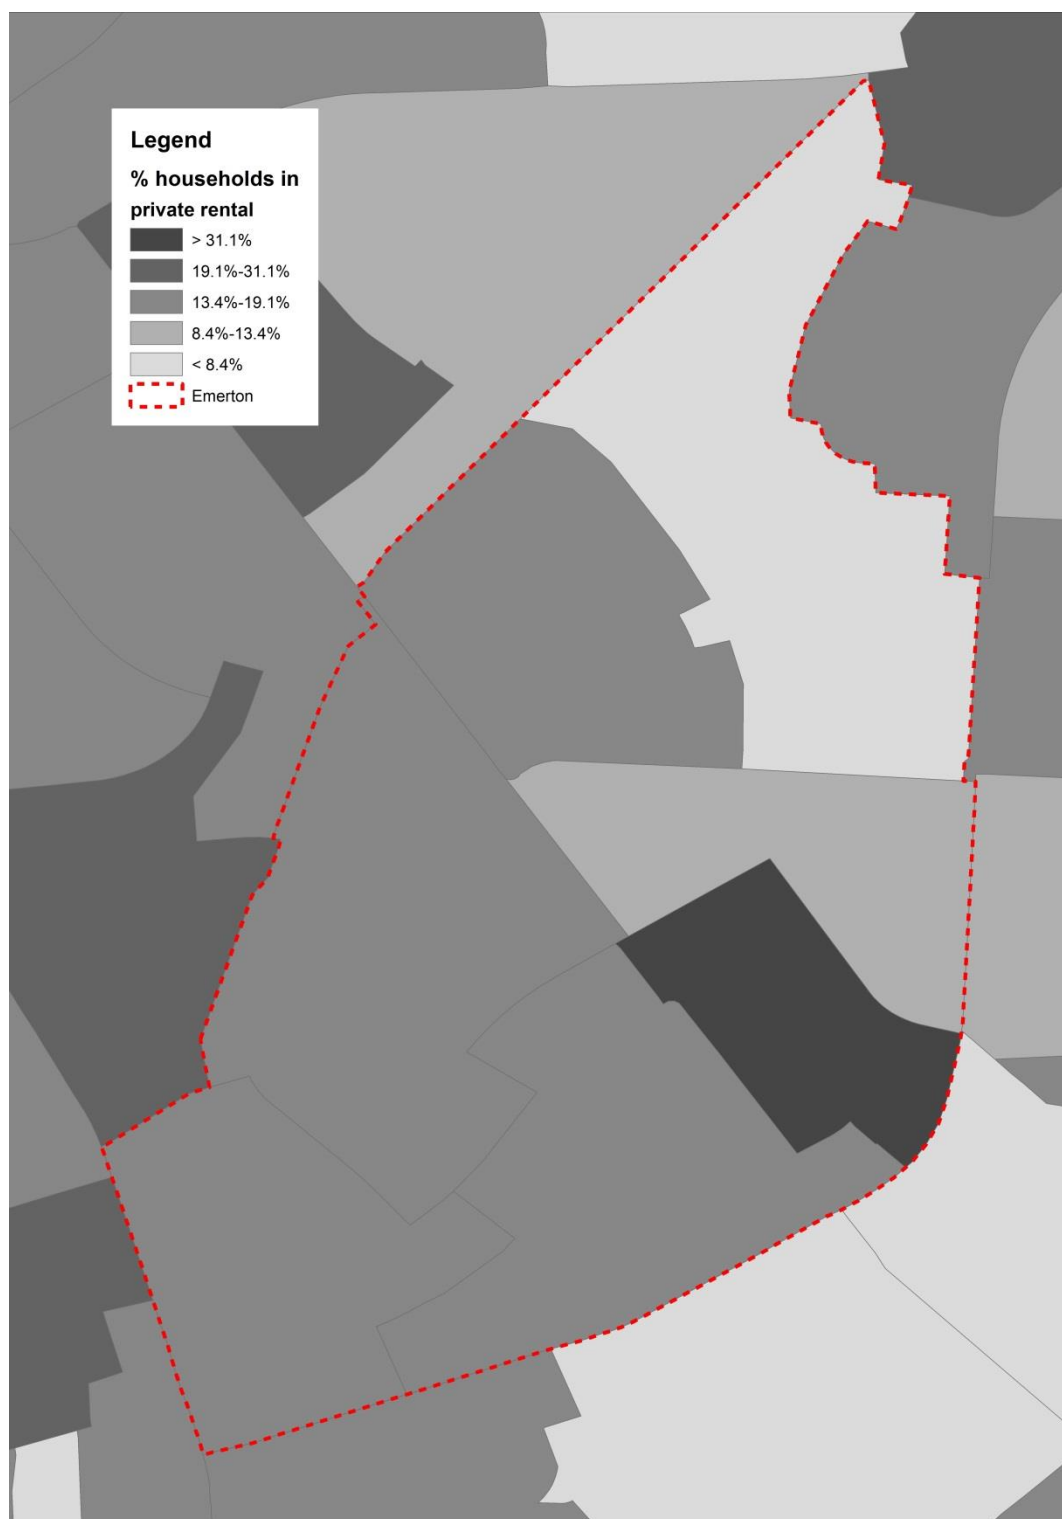 Legend
% households in
private rental
> 31.1%
19.1%-31.1%
13.4%-19.1%
8.4%-13.4%
< 8.4%
Emerton